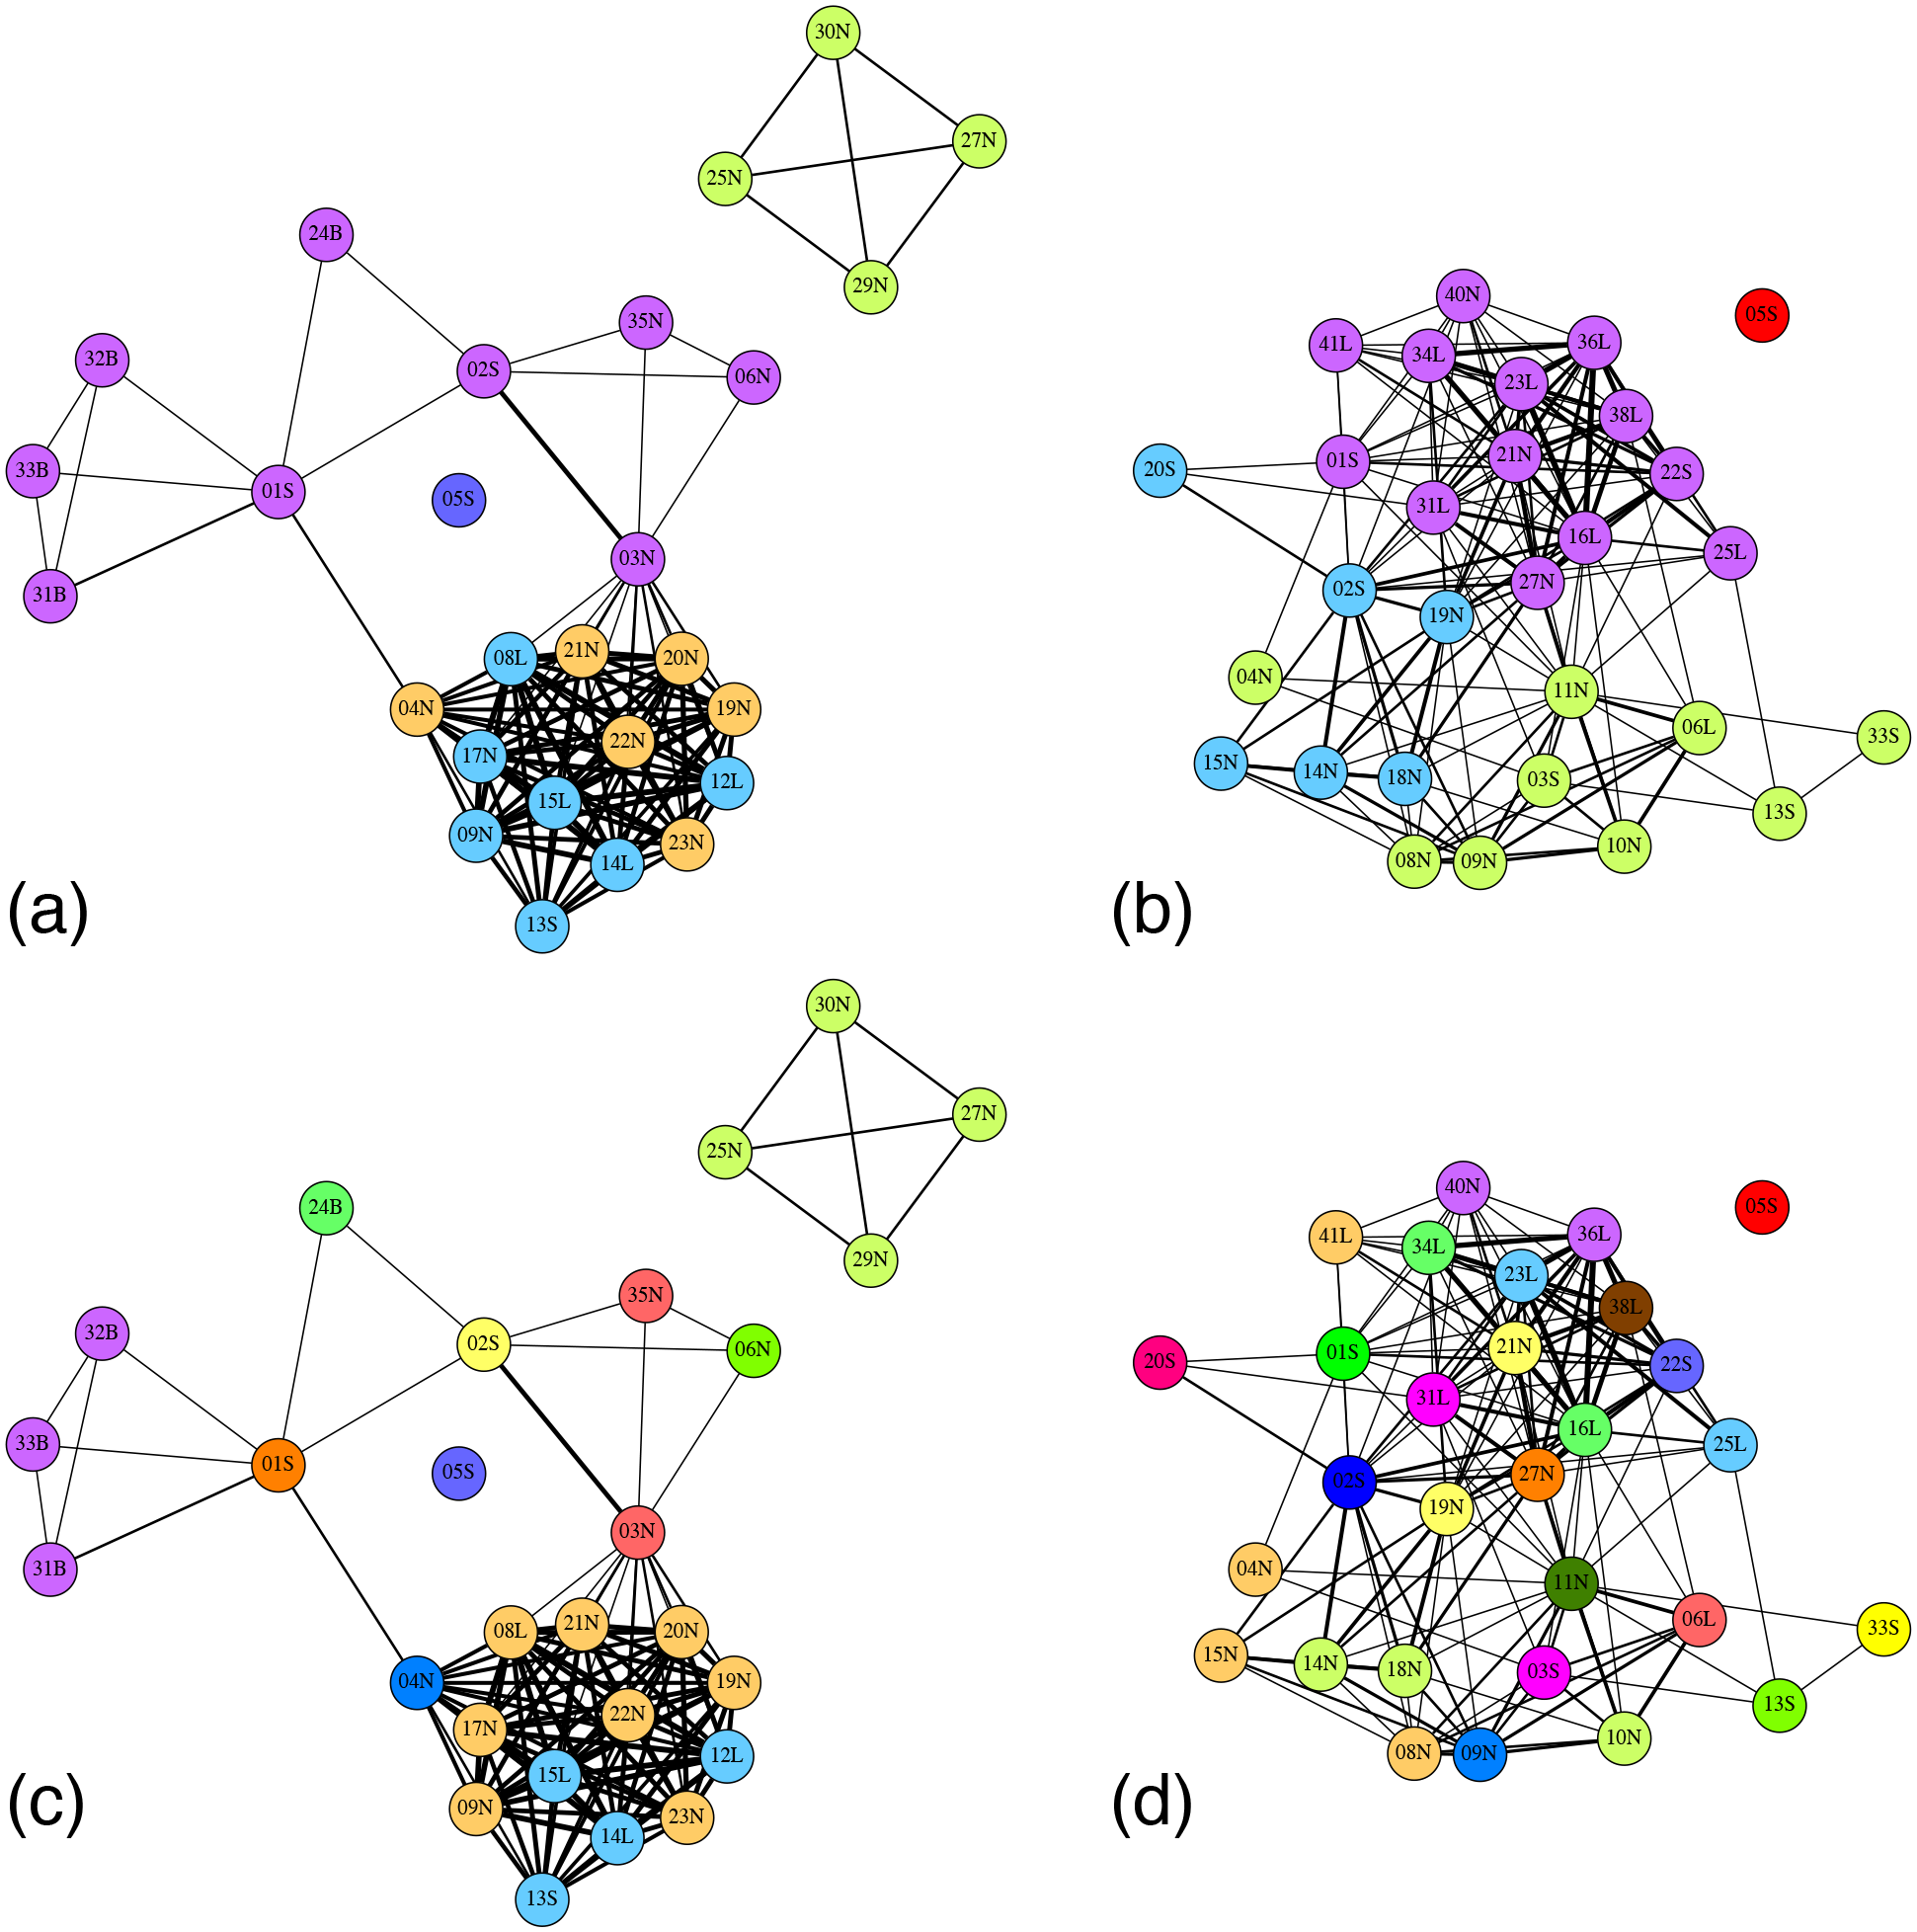 30N
27N
25N
29N
24B
35N
06N
02S
32B
33B
01S
05S
31B
03N
08L
21N
20N
04N
19N
22N
17N
12L
15L
09N
23N
14L
13S
(a)
40N
05S
41L
34L
36L
23L
38L
20S
01S
21N
22S
31L
16L
25L
02S
27N
19N
04N
11N
06L
33S
15N
14N
18N
03S
13S
08N
09N
10N
(b)
30N
27N
25N
29N
24B
35N
06N
02S
32B
33B
01S
05S
31B
03N
08L
21N
20N
04N
19N
22N
17N
12L
15L
09N
23N
14L
13S
(c)
40N
05S
41L
34L
36L
23L
38L
20S
01S
21N
22S
31L
16L
25L
02S
27N
19N
04N
11N
06L
33S
15N
14N
18N
03S
13S
08N
09N
10N
(d)